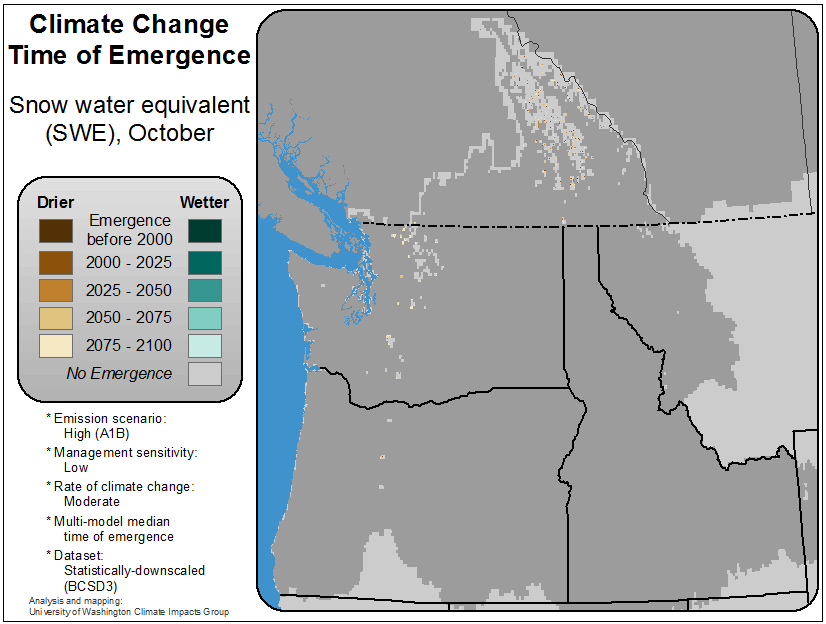 Climate Change
Time of Emergence
Snow water equivalent
(SWE), October
Drier Wetter
Emergence
before 2000
2000 - 2025
2025 - 2050
2050 - 2075
2075 - 2100
No Emergence
* Emission scenario:
High (A1B)
* Management sensitivity:
Low
* Rate of climate change:
Moderate
* Multi-model median
time of emergence
* Dataset:
Statistically-downscaled
(BCSD3)
Analysis and mapping:
University of Washington Climate Impacts Group